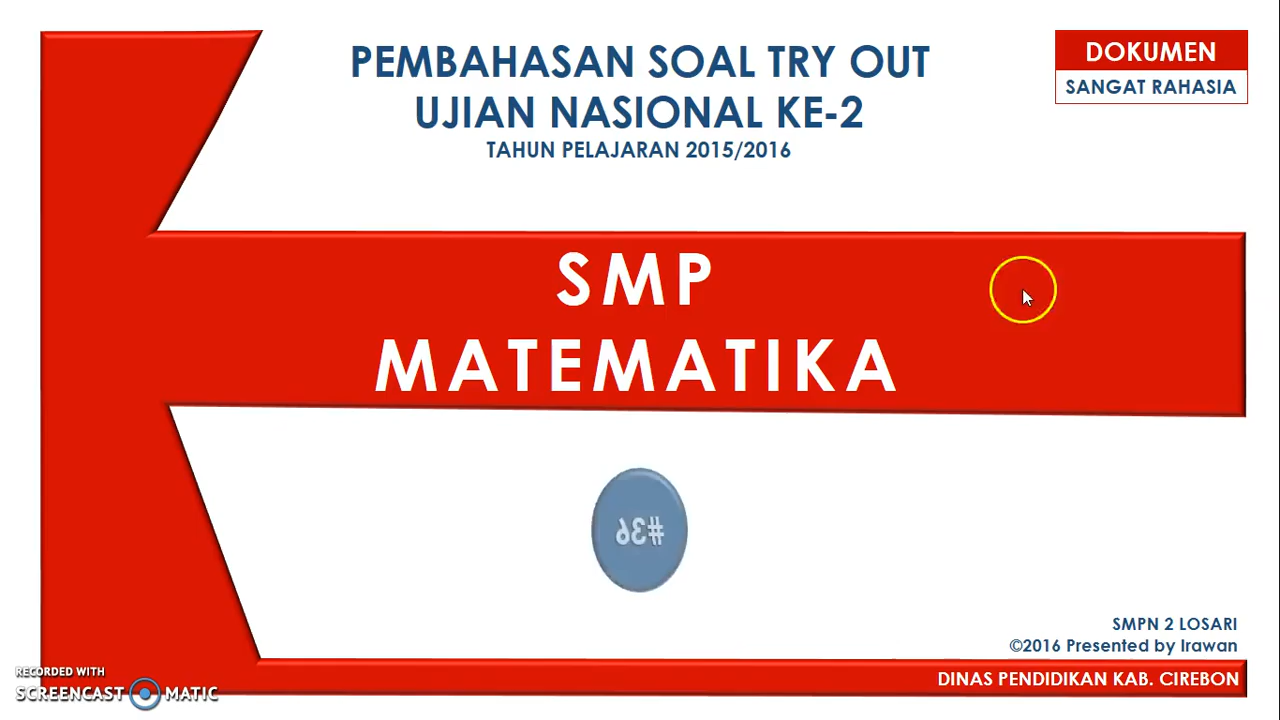 PEMBAHASAN SOAL TRY OUT
UJIAN NASIONAL KE-2
TAHUN PELAJARAN 2015/2016
DOKUMEN
SANGAT RAHASIA
SMP
MATEMATIKA
#36
SMPN 2 LOSARI
©2016 Presented by Irawan
DINAS PENDIDIKAN KAB. CIREBON
RECORDED WITH
SCREENCAST MATIC